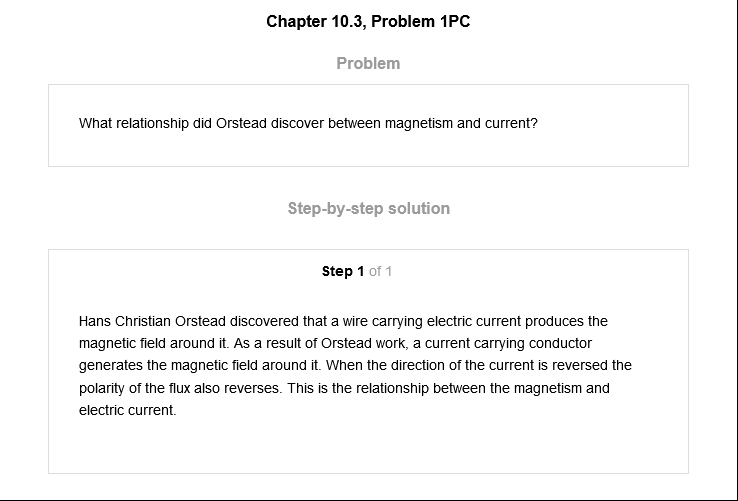 Chapter 10.3, Problem 1PC
Problem
What relationship did Orstead discover between magnetism and current?
Step-by-step solution
Step 1 of 1
Hans Christian Orstead discovered that a wire carrying electric current produces the
magnetic field around it. As a result of Orstead work, a current carrying conductor
generates the magnetic field around it. When the direction of the current is reversed the
polarity of the flux also reverses. This is the relationship between the magnetism and
electric current.